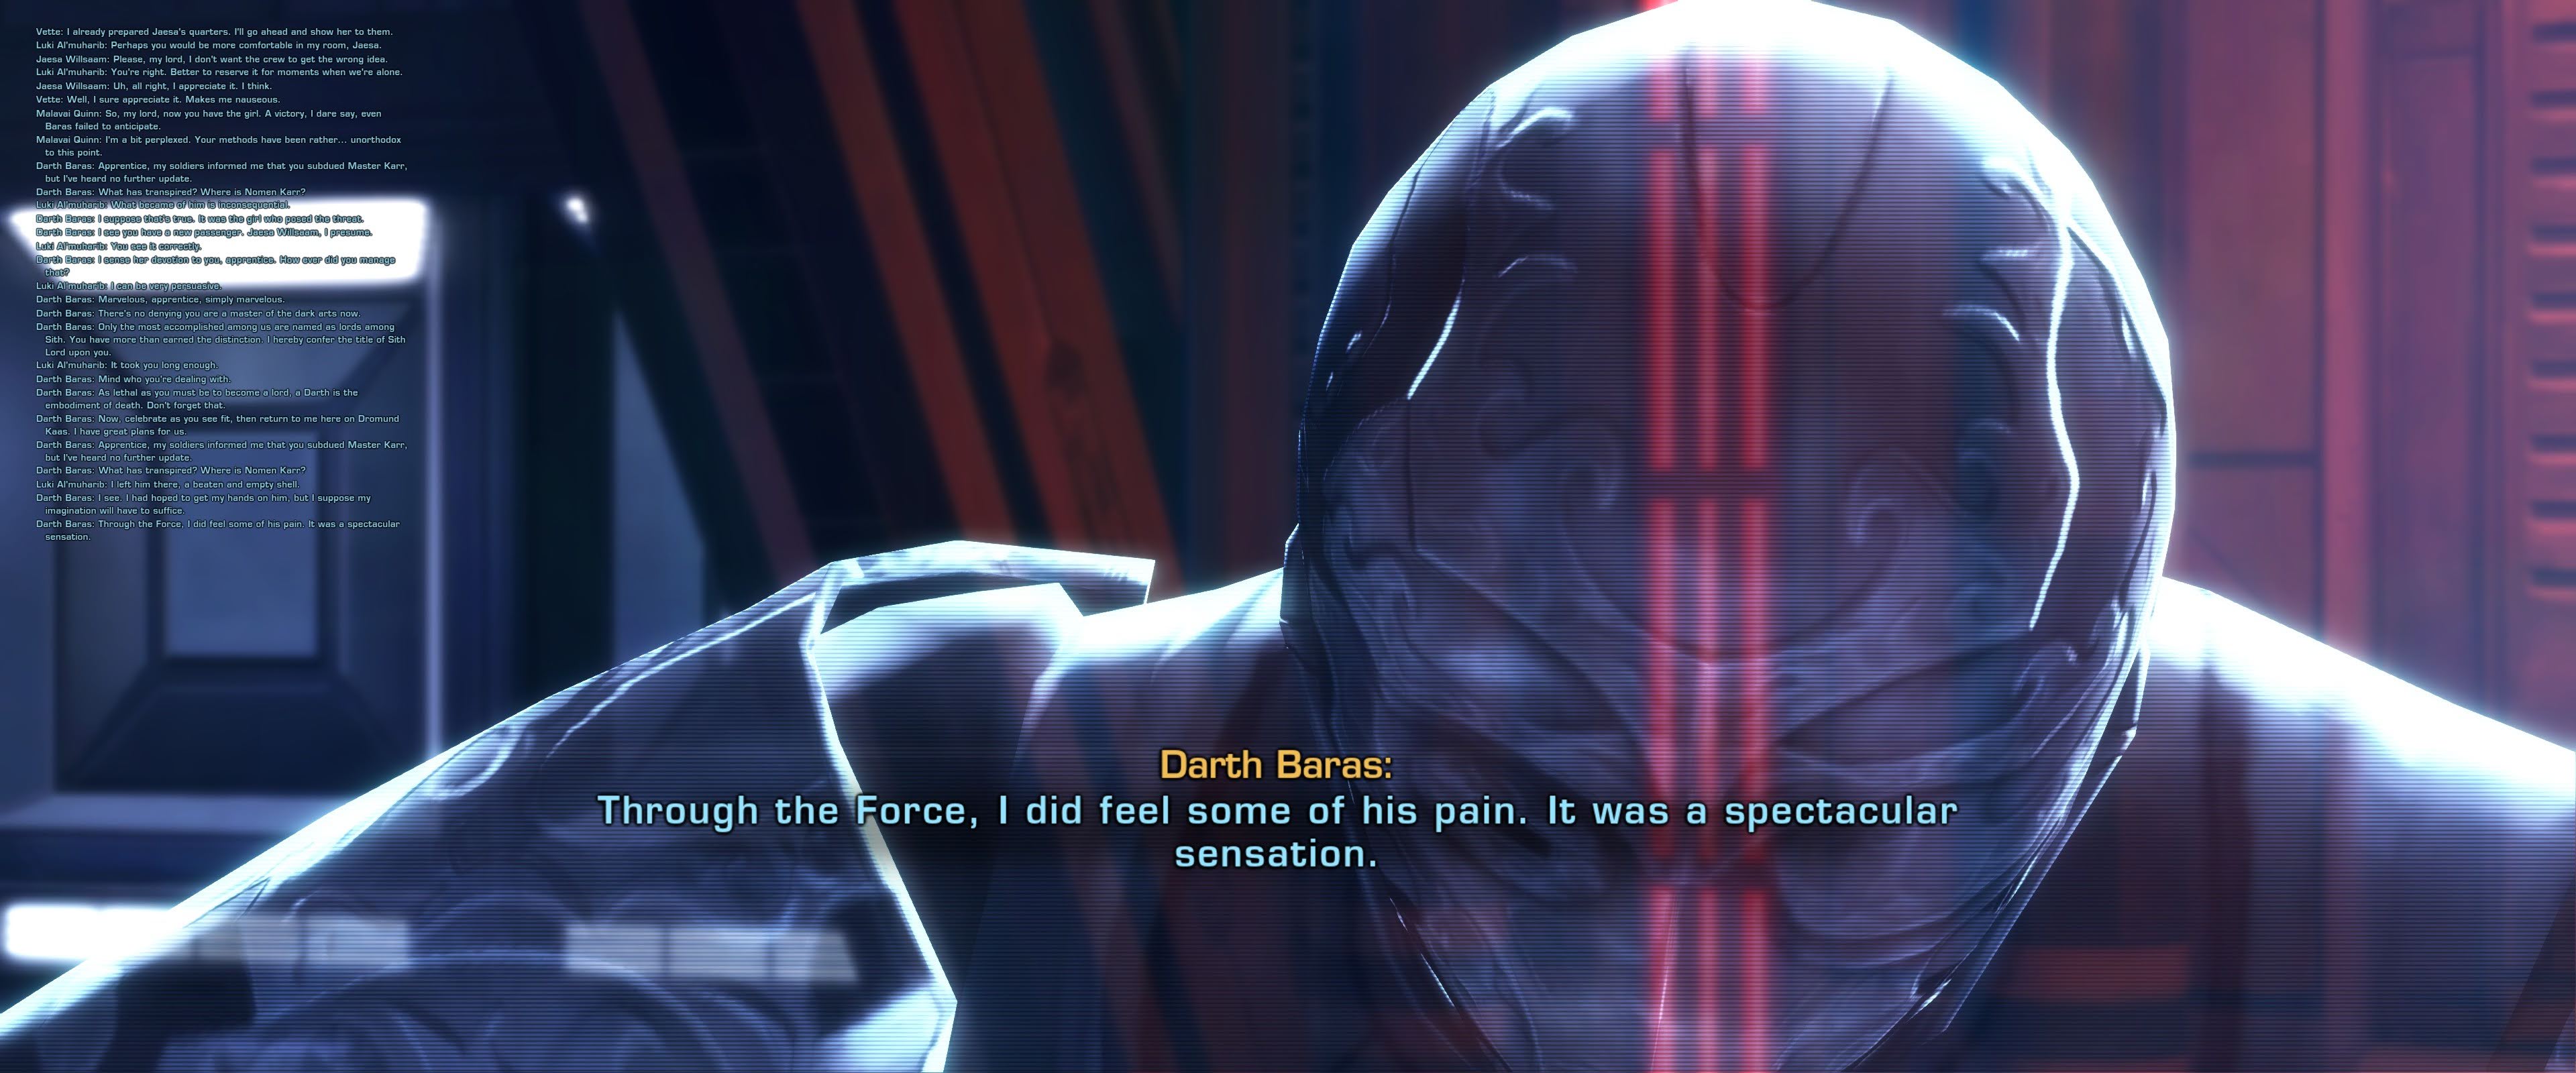 Vette: I already prepared Jaesa's quarters. I'll go ahead and show her to them.
Luki Al'muharib: Perhaps you would be more comfortable in my room, Jaesa.
Jaesa Willsaam: Please, my lord, I don't want the crew to get the wrong idea.
Luki Al'muharib: You're right. Better to reserve it for moments when we're alone.
Jaesa Willsaam: Uh, all right, I appreciate it. I think.
Vette: Well, I sure appreciate it. Makes me nauseous.
Malavai Quinn: So, my lord, now you have the girl. A victory, I dare say, even
Baras failed to anticipate.
Malavai Quinn: I'm a bit perplexed. Your methods have been rather... unorthodox
to this point.
Darth Baras: Apprentice, my soldiers informed me that you subdued Master Karr,
but I've heard no further update.
Darth Baras: What has transpired? Where is Nomen Karr?
Luki Al'muharib: What became of him is inconsequential.
Darth Baras: I suppose that's true. It was the girl who posed the threat.
Darth Baras: I see you have a new passenger. Jaesa Willsaam, I presume.
Luki Al'muharib: You see it correctly.
Darth Baras: I sense her devotion to you, apprentice. How ever did you manage
that?
Luki Al'muharib: I can be very persuasive.
Darth Baras: Marvelous, apprentice, simply marvelous.
Darth Baras: There's no denying you are a master of the dark arts now.
Darth Baras: Only the most accomplished among us are named as lords among
Sith. You have more than earned the distinction. I hereby confer the title of Sith
Lord upon you.
Luki Al'muharib: It took you long enough.
Darth Baras: Mind who you're dealing with.
Darth Baras: As lethal as you must be to become a lord, a Darth is the
embodiment of death. Don't forget that.
Darth Baras: Now, celebrate as you see fit, then return to me here on Dromund
Kaas. I have great plans for us.
Darth Baras: Apprentice, my soldiers informed me that you subdued Master Karr,
but I've heard no further update.
Darth Baras: What has transpired? Where is Nomen Karr?
Luki Al'muharib: I left him there, a beaten and empty shell.
Darth Baras: I see. I had hoped to get my hands on him, but I suppose my
imagination will have to suffice.
Darth Baras: Through the Force, I did feel some of his pain. It was a spectacular
sensation.
Darth Baras:
Through the Force, I did feel some of his pain. It was a spectacular
sensation.